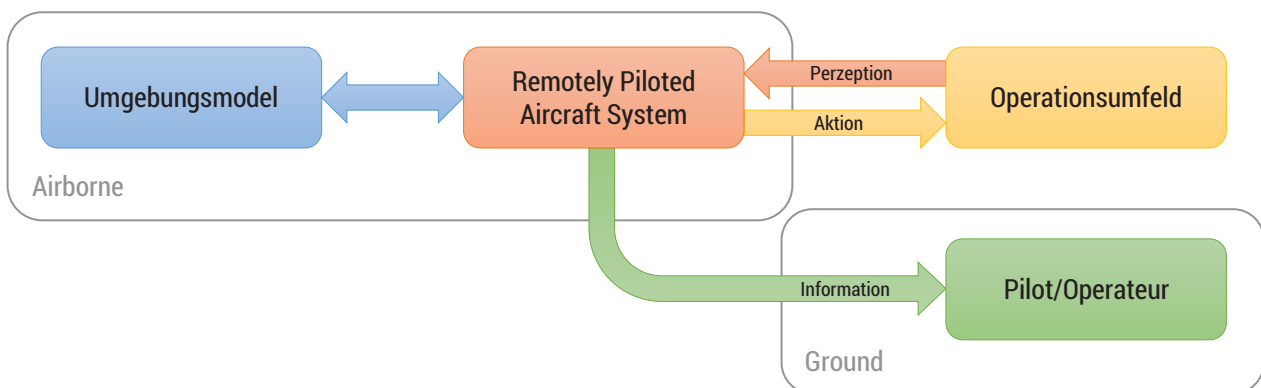 Umgebungsmodel
Remotely Piloted
Aircraft System
Perzeption
Aktion
Operationsumfeld
Airborne
Information
Pilot/Operateur
Ground